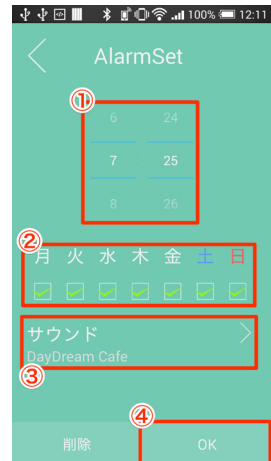 100% 12:11
AlarmSet
①
6 24
7 25
8 26
②
月 火 水 木 金 土 日
サウンド
DayDream Cafe
③
④
削除 OK